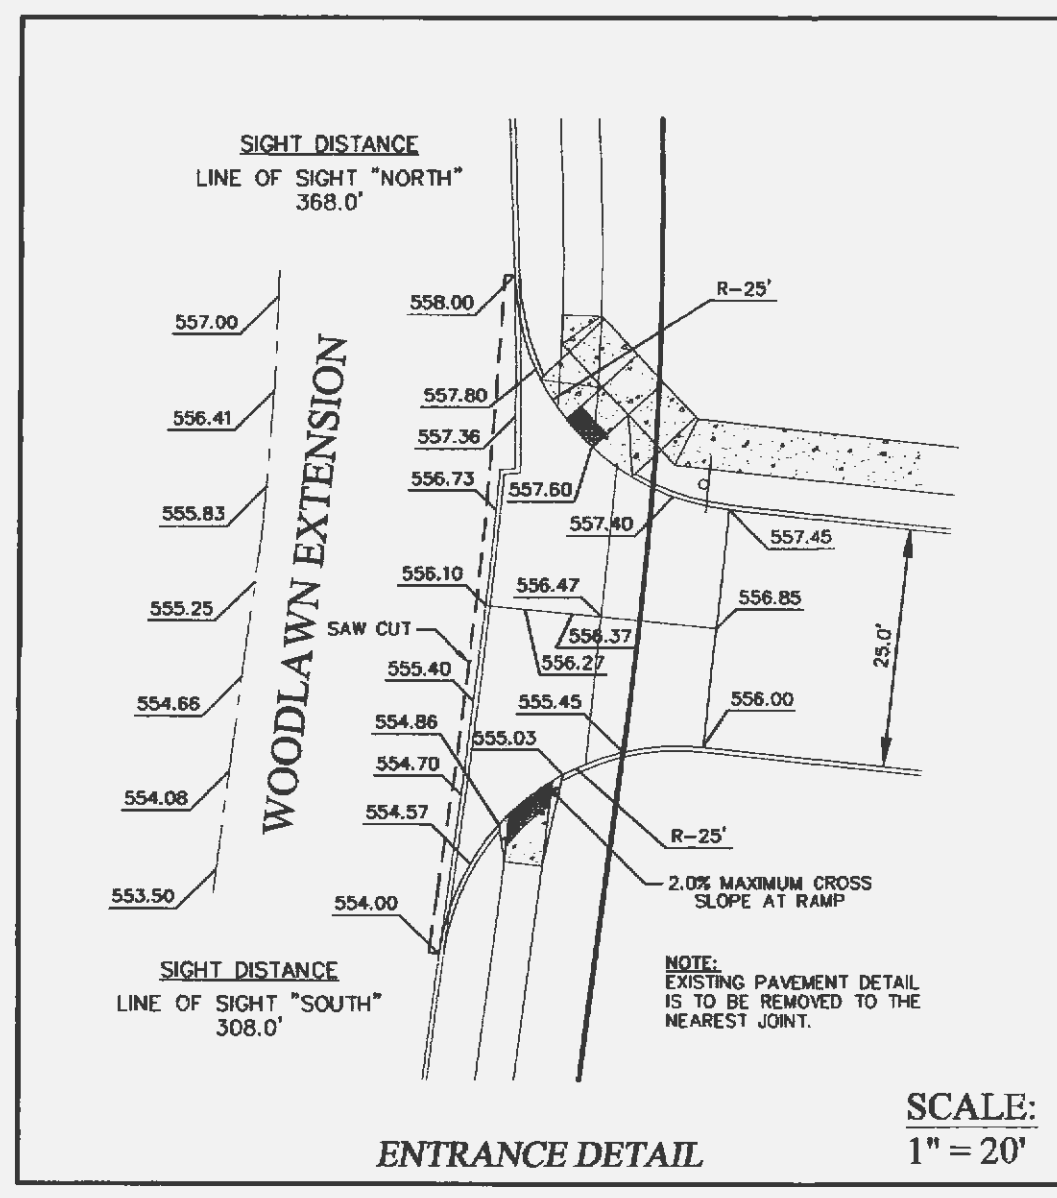 SIGHT DISTANCE
LINE OF SIGHT "NORTH"
368.0'
R-25'
558.00
557.00
557.80
556.41
557.36
556.73
557.60
555.83
557.40
557.45
556.10
556.47
556.85
555.25
SAW CUT
556.37
25.0'
556.27
555.40
554.66
555.45
556.00
554.86
555.03
554.70
554.08
554.57
R-25'
WOODLAWN EXTENSION
2.0% MAXIMUM CROSS
SLOPE AT RAMP
553.50
554.00
SIGHT DISTANCE
LINE OF SIGHT "SOUTH"
308.0'
NOTE:
EXISTING PAVEMENT DETAIL
IS TO BE REMOVED TO THE
NEAREST JOINT.
SCALE:
1" = 20'
ENTRANCE DETAIL